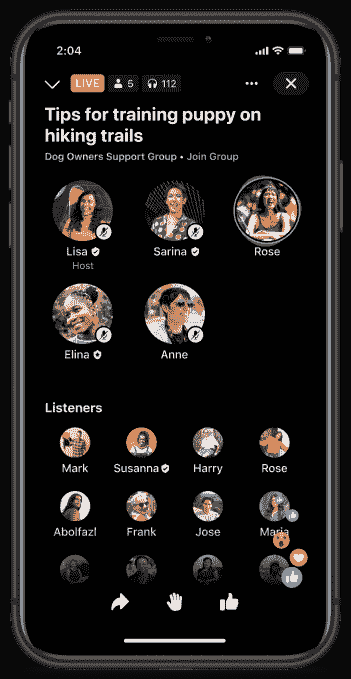 2:04
LIVE 5 112
Tips for training puppy on
hiking trails
Dog Owners Support Group • Join Group
Lisa Sarina Rose
Host
Elina Anne
Listeners
Mark Susanna Harry Rose
Abolfazl Frank Jose Maria